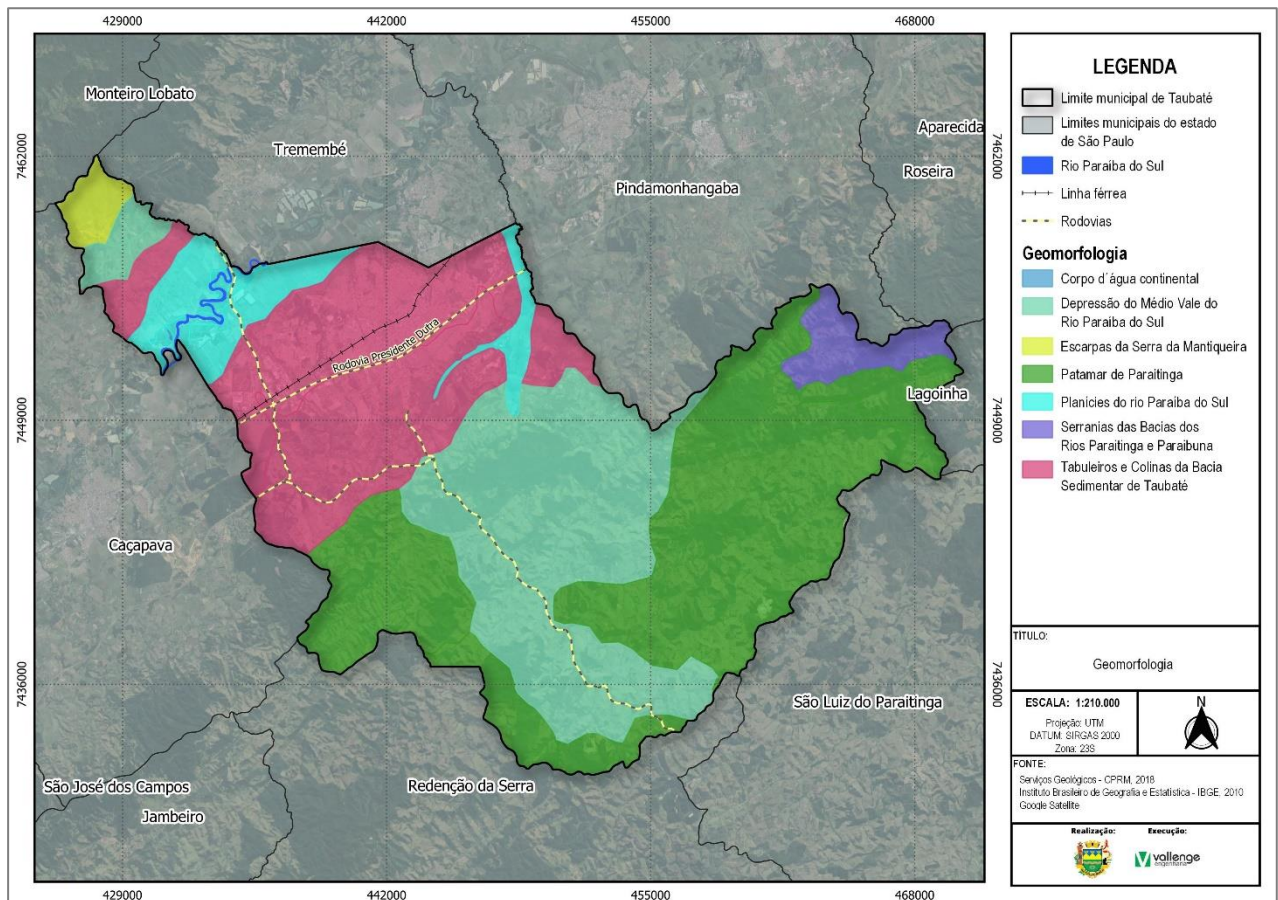 429000
442000
455000
468000
Monteiro Lobato
Tremembé
Aparecida
Roseira
Pindamonhangaba
7462000
7462000
Rodovia Presidente Dutra
Lagoinha
7449000
7449000
Caçapava
7436000
7436000
São Luiz do Paraitinga
São José dos Campos
Redenção da Serra
Jambeiro
429000
442000
455000
468000
LEGENDA
Limite municipal de Taubaté
Limites municipais do estado
de São Paulo
Rio Paraíba do Sul
Linha férrea
Rodovias
Geomorfologia
Corpo d´água continental
Depressão do Médio Vale do
Rio Paraiba do Sul
Escarpas da Serra da Mantiqueira
Patamar de Paraitinga
Planicies do rio Paraiba do Sul
Serranias das Bacias dos
Rios Paraitinga e Paraibuna
Tabuleiros e Colinas da Bacia
Sedimentar de Taubaté
TÍTULO:
Geomorfologia
ESCALA: 1:210.000
Projeção: UTM
DATUM: SIRGAS 2000
Zona: 23S
N
FONTE:
Serviços Geológicos - CPRM, 2018
Instituto Brasileiro de Geografia e Estatística - IBGE, 2010
Google Satellite
Realização:
Execução:
vallenge
engenharia